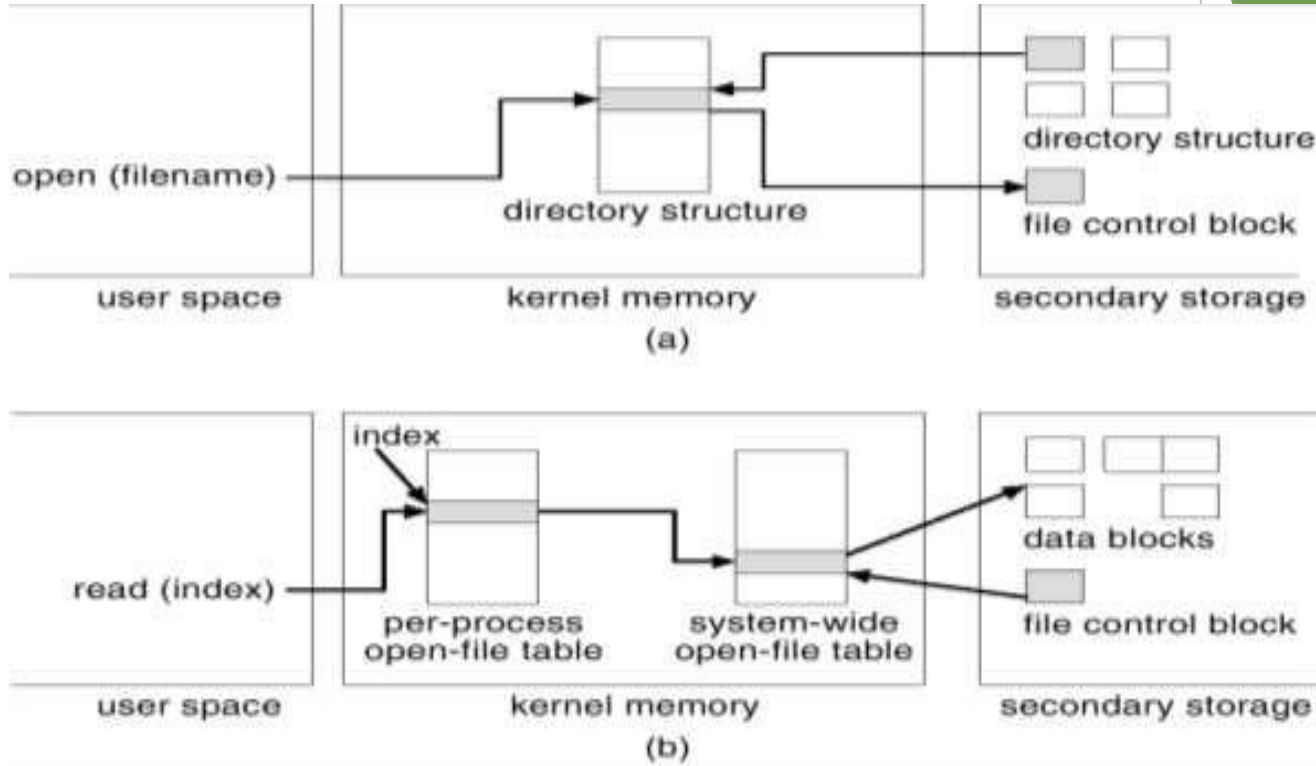 open (filename)
directory structure
directory structure
file control block
user space
kernel memory
secondary storage
(a)
index
read (index)
per-process
open-file table
system-wide
open-file table
data blocks
file control block
user space
kernel memory
secondary storage
(b)